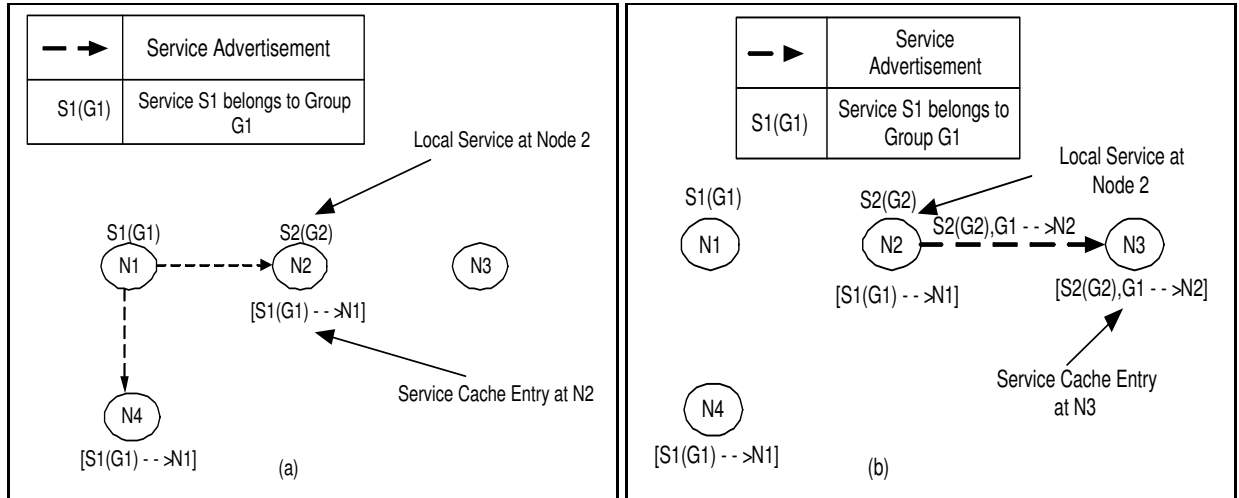 Service Advertisement
S1(G1)
Service S1 belongs to Group
G1
Local Service at Node 2
S1(G1)
S2(G2)
N1
N2
N3
[S1(G1) - - >N1]
Service Cache Entry at N2
N4
[S1(G1) - - >N1]
(a)
Service
Advertisement
S1(G1)
Service S1 belongs to
Group G1
Local Service at
Node 2
S1(G1)
S2(G2)
S2(G2),G1 - - >N2
N1
N2
N3
[S1(G1) - - >N1]
[S2(G2),G1 - - >N2]
Service Cache Entry
at N3
N4
[S1(G1) - - >N1]
(b)